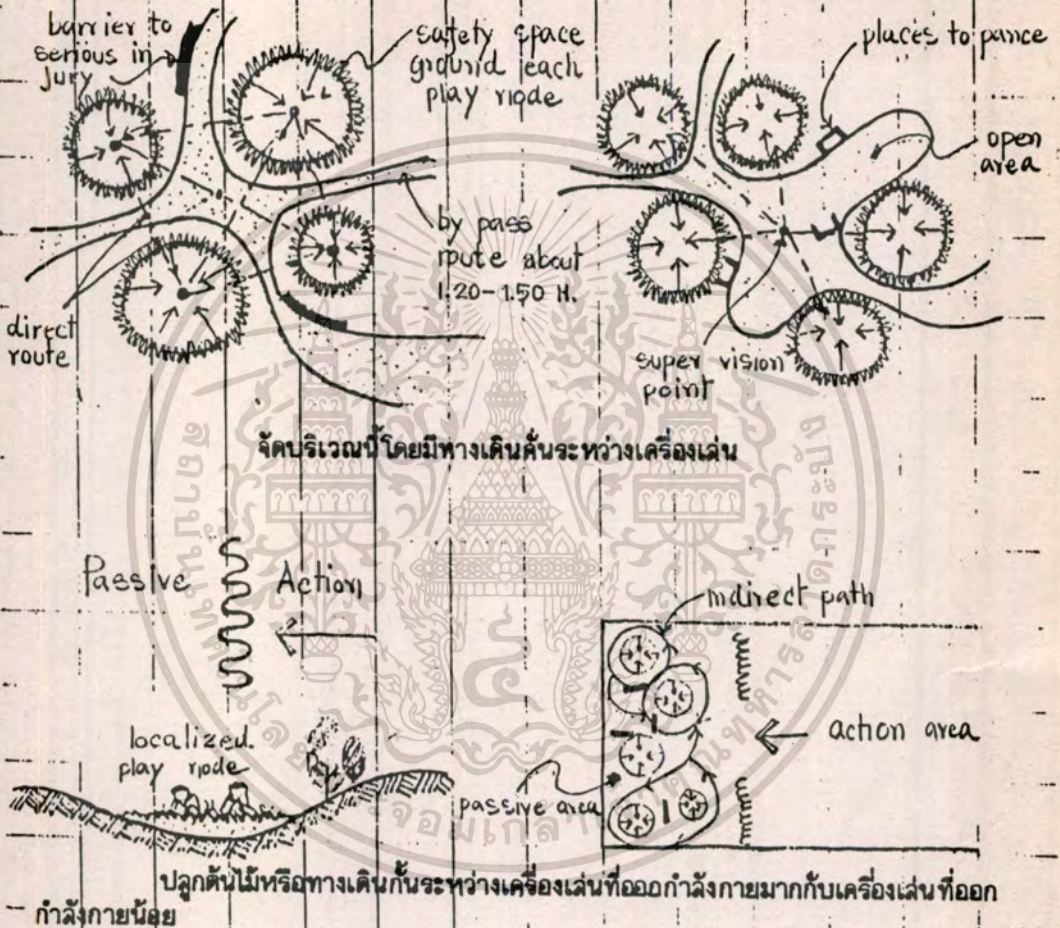 barrier to
serious in
jury
safety space
ground each
play node
places to pance
open
area
by pass
route about
1.20-1.50 M.
direct
route
super vision
point
จัดบริเวณนี้โดยมีทางเดินคั่นระหว่างเครื่องเล่น
Passive
Action
indirect path
localized
play node
passive area
action area
ปลูกต้นไม้หรือทางเดินกั้นระหว่างเครื่องเล่นที่ออกกำลังกายมากกับเครื่องเล่นที่ออก
กำลังกายน้อย